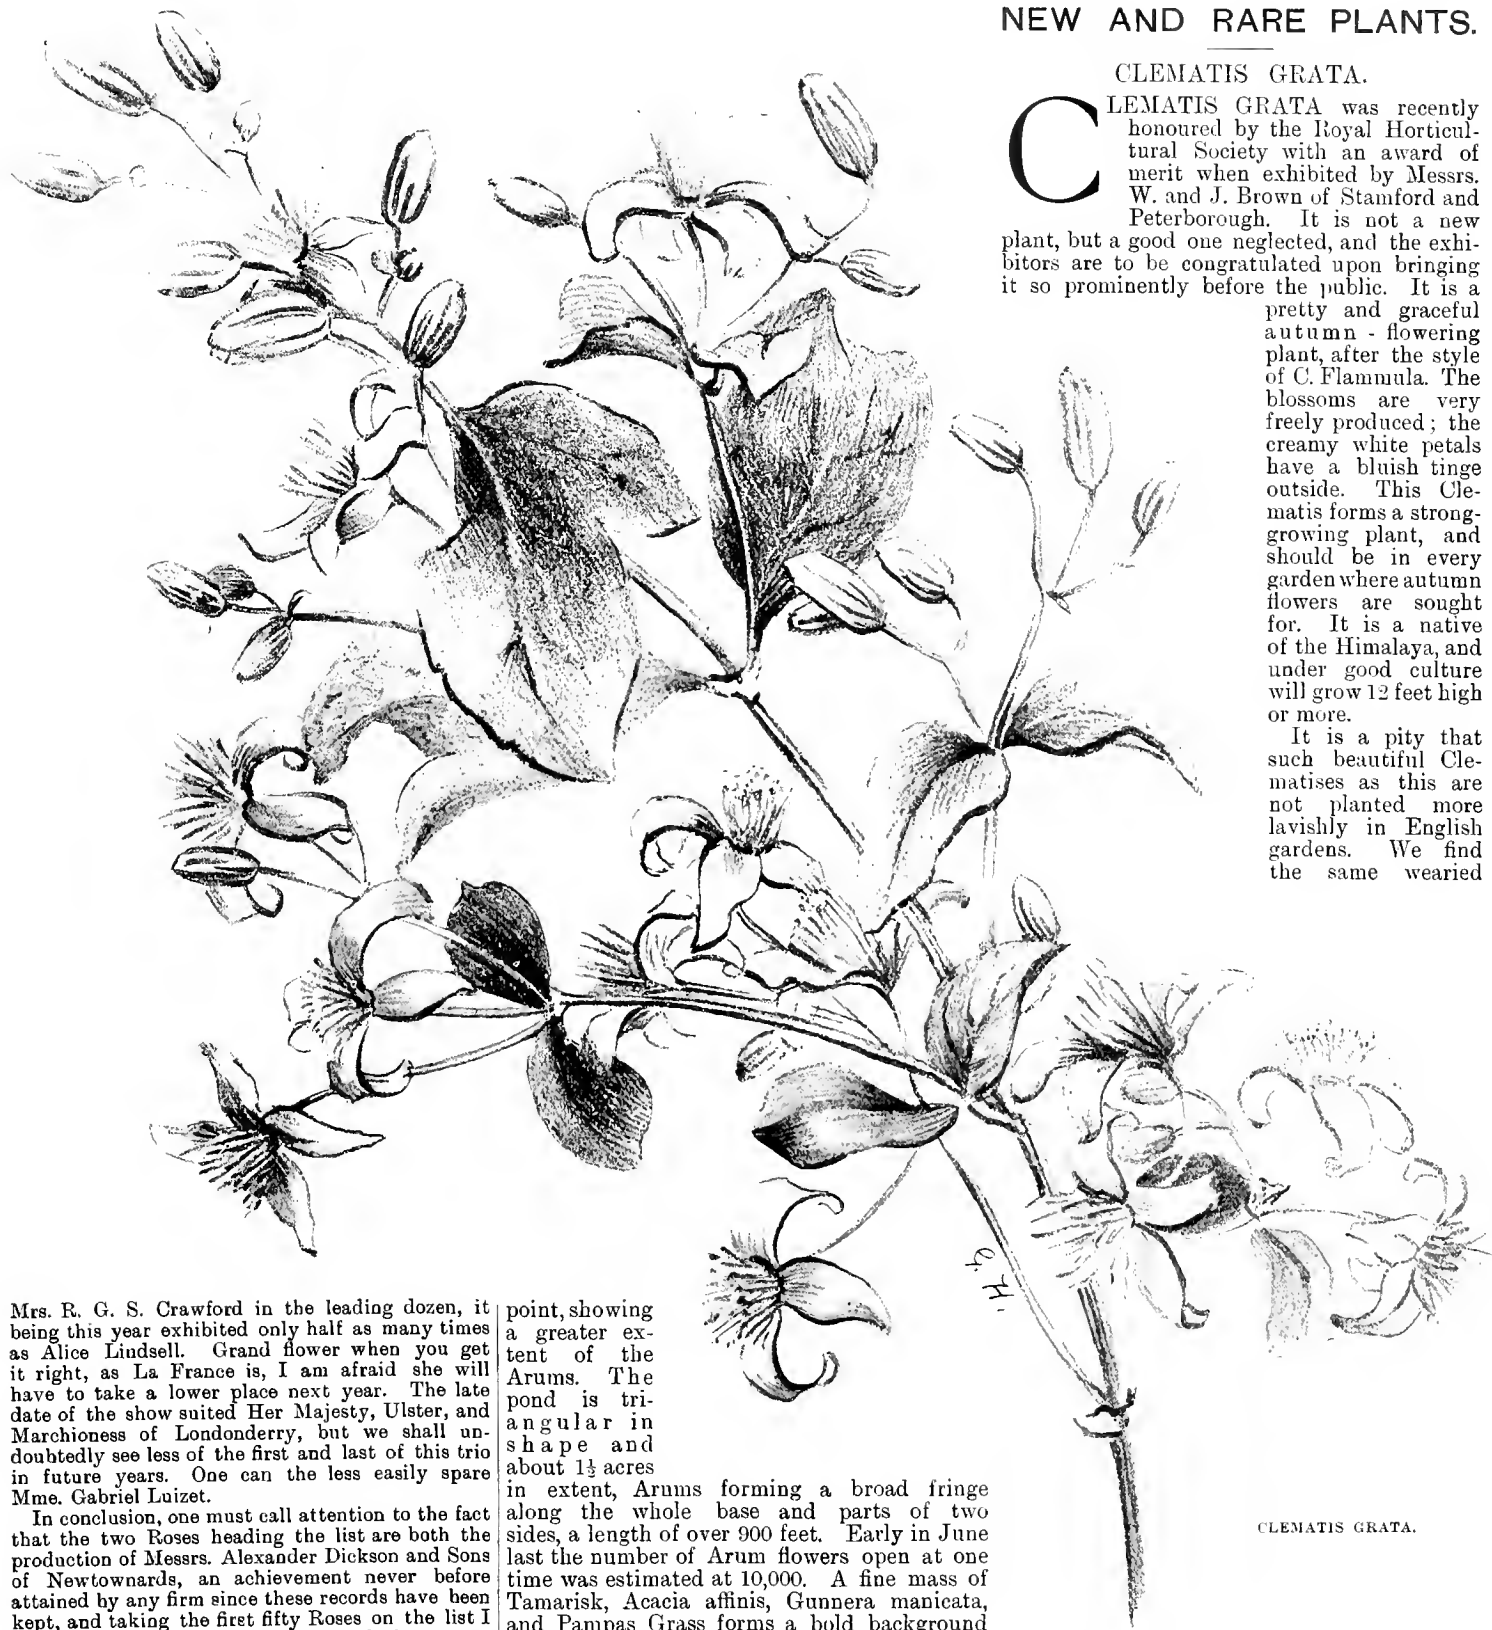 NEW AND RARE PLANTS.
CLEMATIS GRATA.
CLEMATIS GRATA was recently
honoured by the Royal Horticul-
tural Society with an award of
merit when exhibited by Messrs.
W. and J. Brown of Stamford and
Peterborough. It is not a new
plant, but a good one neglected, and the exhi-
bitors are to be congratulated upon bringing
it so prominently before the public. It is a
pretty and graceful
autumn - flowering
plant, after the style
of C. Flammula. The
blossoms are very
freely produced; the
creamy white petals
have a bluish tinge
outside. This Cle-
matis forms a strong-
growing plant, and
should be in every
garden where autumn
flowers are sought
for. It is a native
of the Himalaya, and
under good culture
will grow 12 feet high
or more.
It is a pity that
such beautiful Cle-
matises as this are
not planted more
lavishly in English
gardens. We find
the same wearied
G. H.
CLEMATIS GRATA.
Mrs. R. G. S. Crawford in the leading dozen, it
being this year exhibited only half as many times
as Alice Lindsell. Grand flower when you get
it right, as La France is, I am afraid she will
have to take a lower place next year. The late
date of the show suited Her Majesty, Ulster, and
Marchioness of Londonderry, but we shall un-
doubtedly see less of the first and last of this trio
in future years. One can the less easily spare
Mme. Gabriel Luizet.
In conclusion, one must call attention to the fact
that the two Roses heading the list are both the
production of Messrs. Alexander Dickson and Sons
of Newtownards, an achievement never before
attained by any firm since these records have been
kept, and taking the first fifty Roses on the list I
point, showing
a greater ex-
tent of the
Arums. The
pond is tri-
angular in
shape and
about 1½ acres
in extent, Arums forming a broad fringe
along the whole base and parts of two
sides, a length of over 900 feet. Early in June
last the number of Arum flowers open at one
time was estimated at 10,000. A fine mass of
Tamarisk, Acacia affinis, Gunnera manicata,
and Pampas Grass forms a bold background